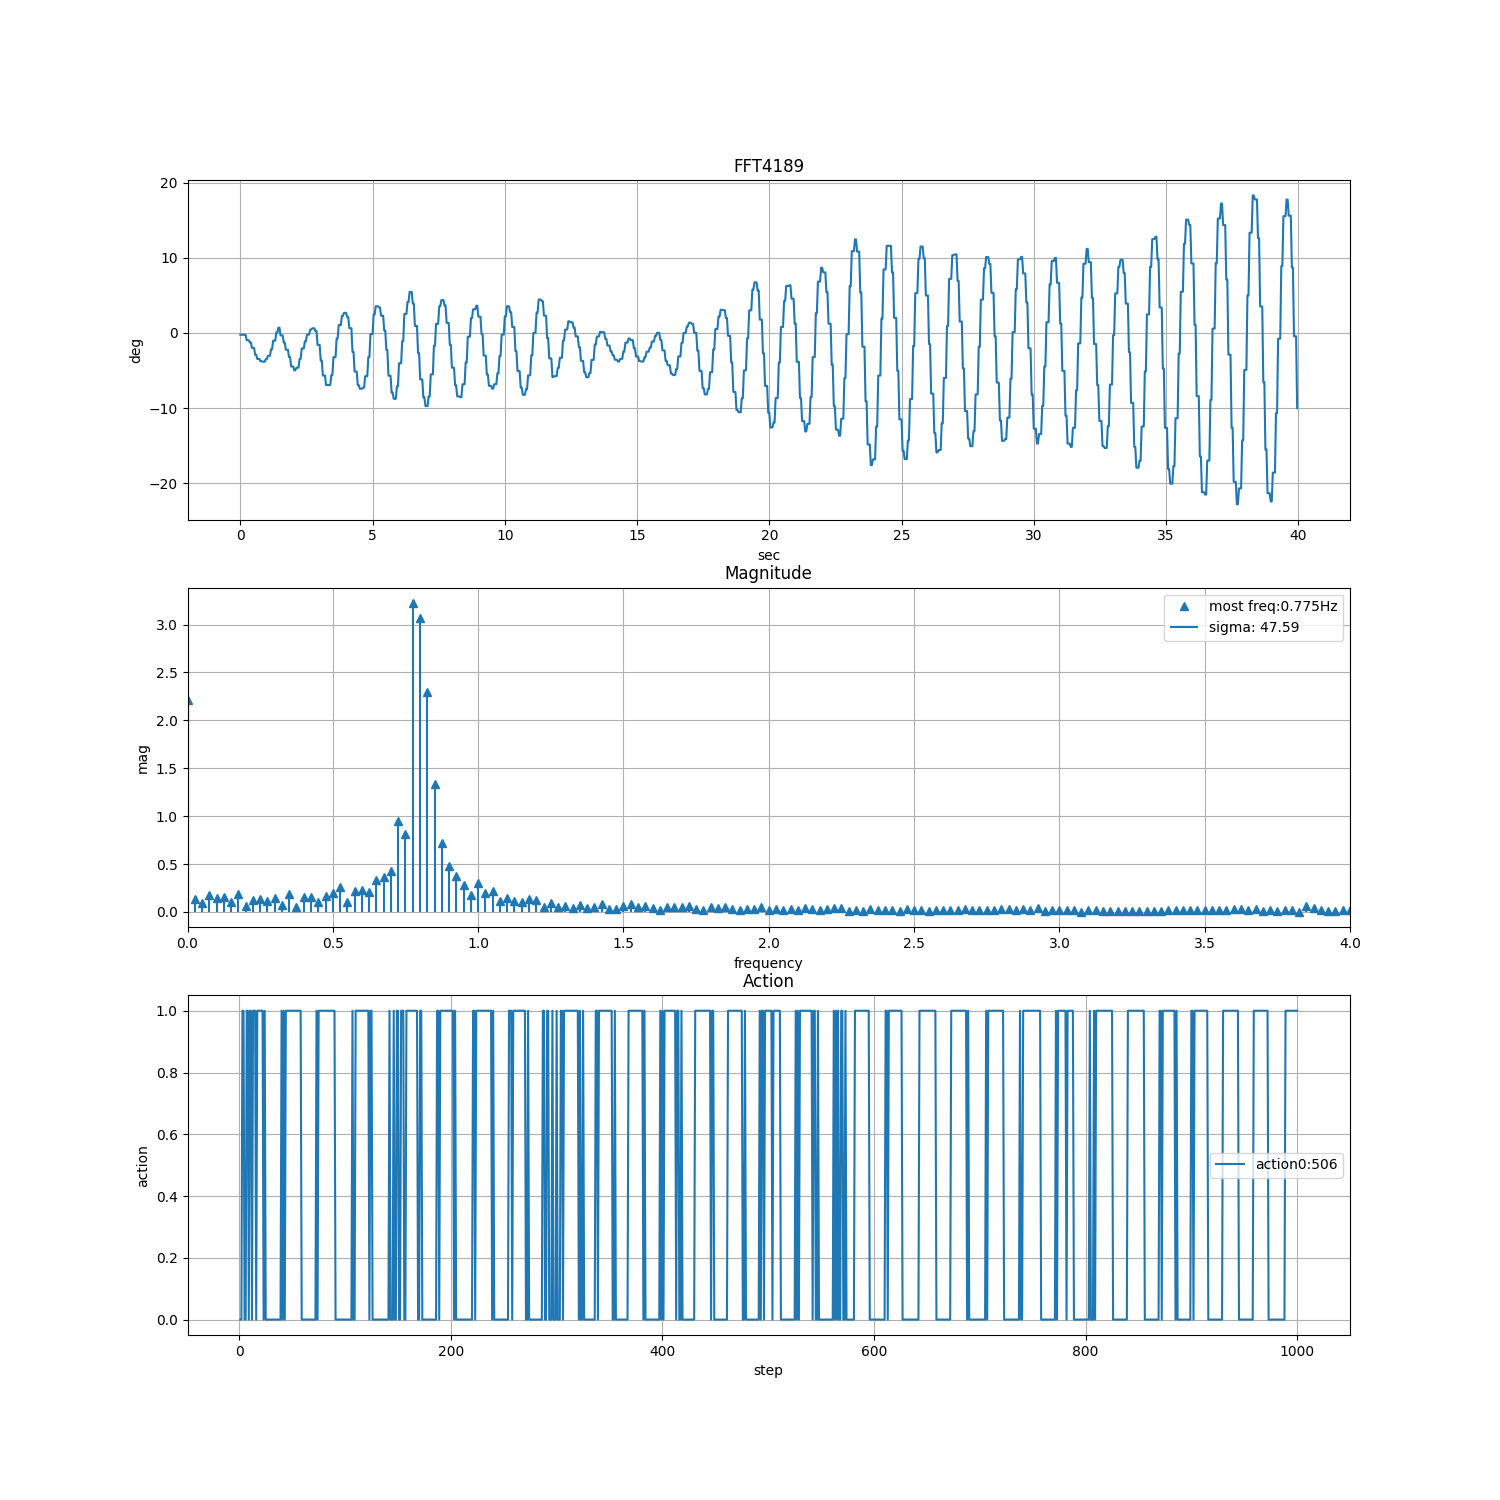 FFT4189
20
10
0
−10
−20
deg
0 5 10 15 20 25 30 35 40
sec
Magnitude
most freq:0.775Hz
sigma: 47.59
3.0
2.5
2.0
1.5
1.0
0.5
0.0
mag
0.0 0.5 1.0 1.5 2.0 2.5 3.0 3.5 4.0
frequency
Action
1.0
0.8
0.6
0.4
0.2
0.0
action
action0:506
0 200 400 600 800 1000
step